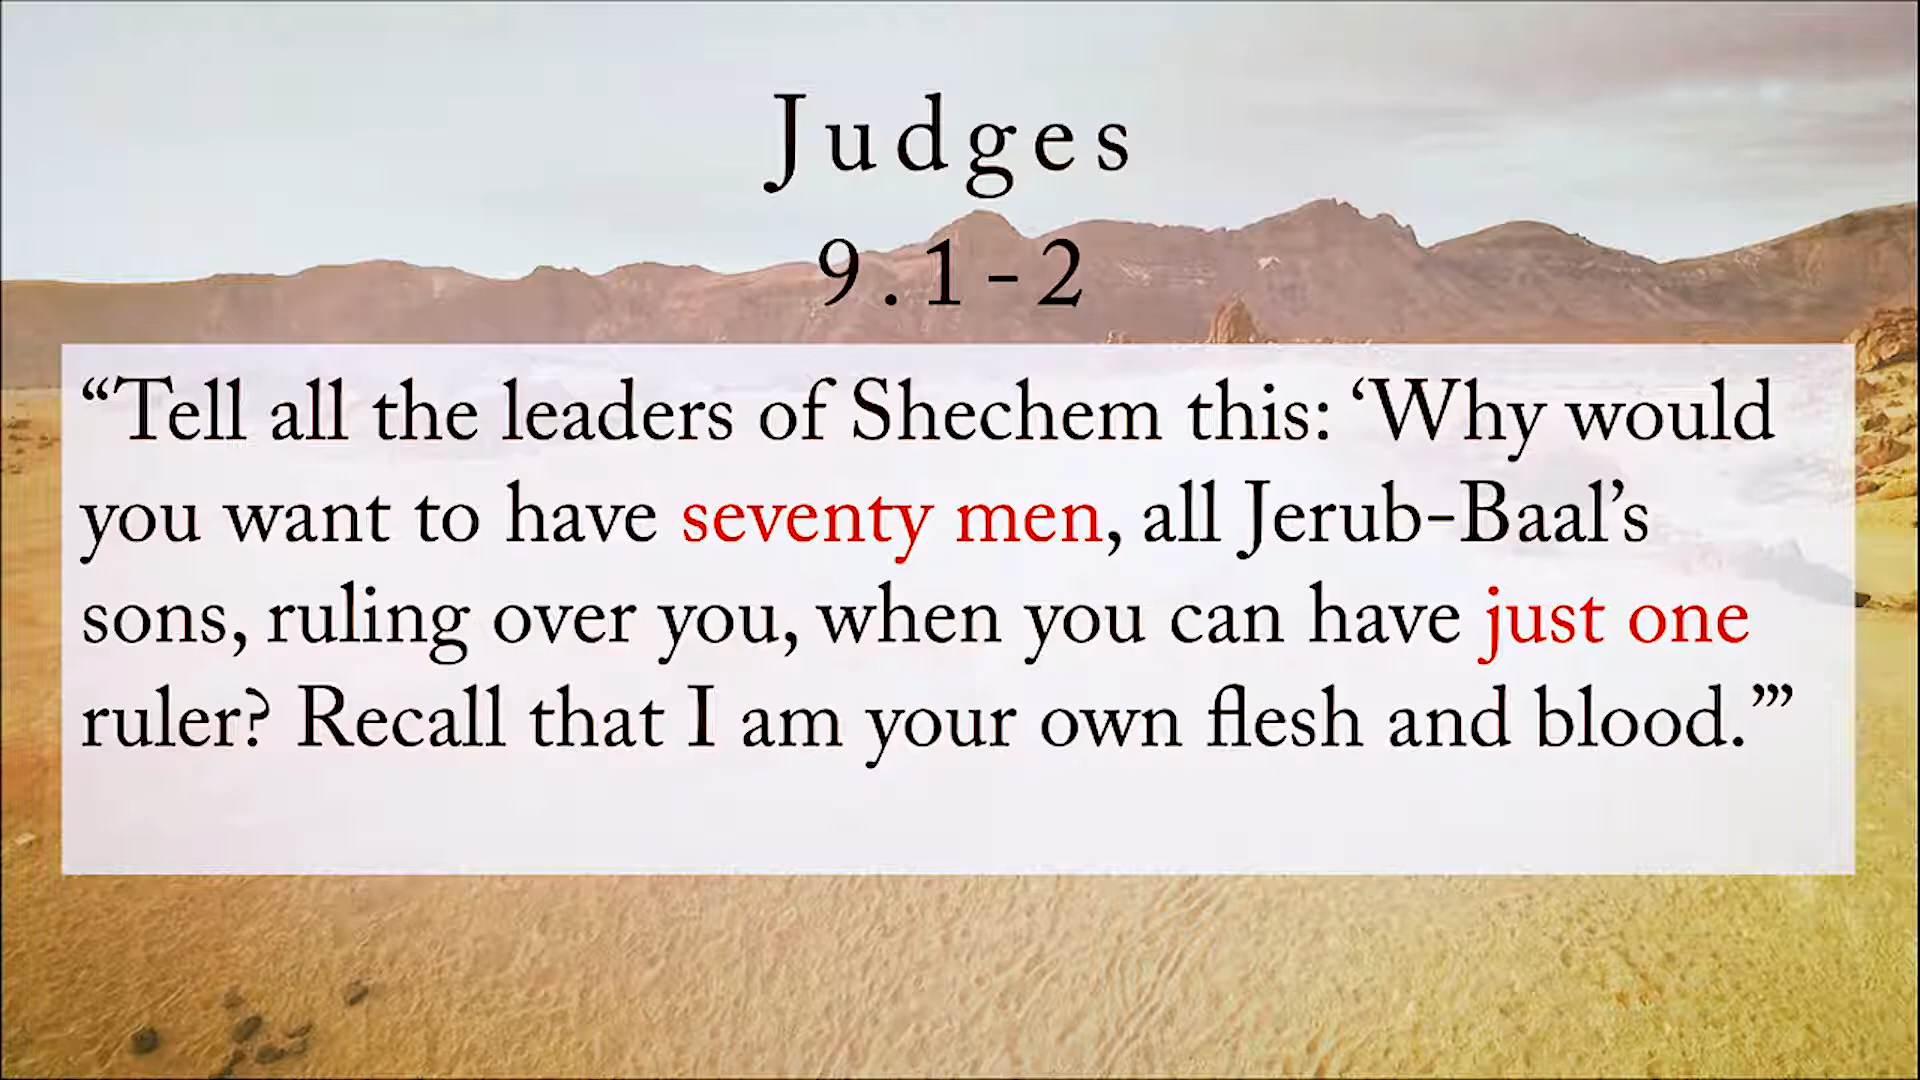 Judges
9.1-2
“Tell all the leaders of Shechem this: ‘Why would
you want to have seventy men, all Jerub-Baal’s
sons, ruling over you, when you can have just one
ruler? Recall that I am your own flesh and blood.’”